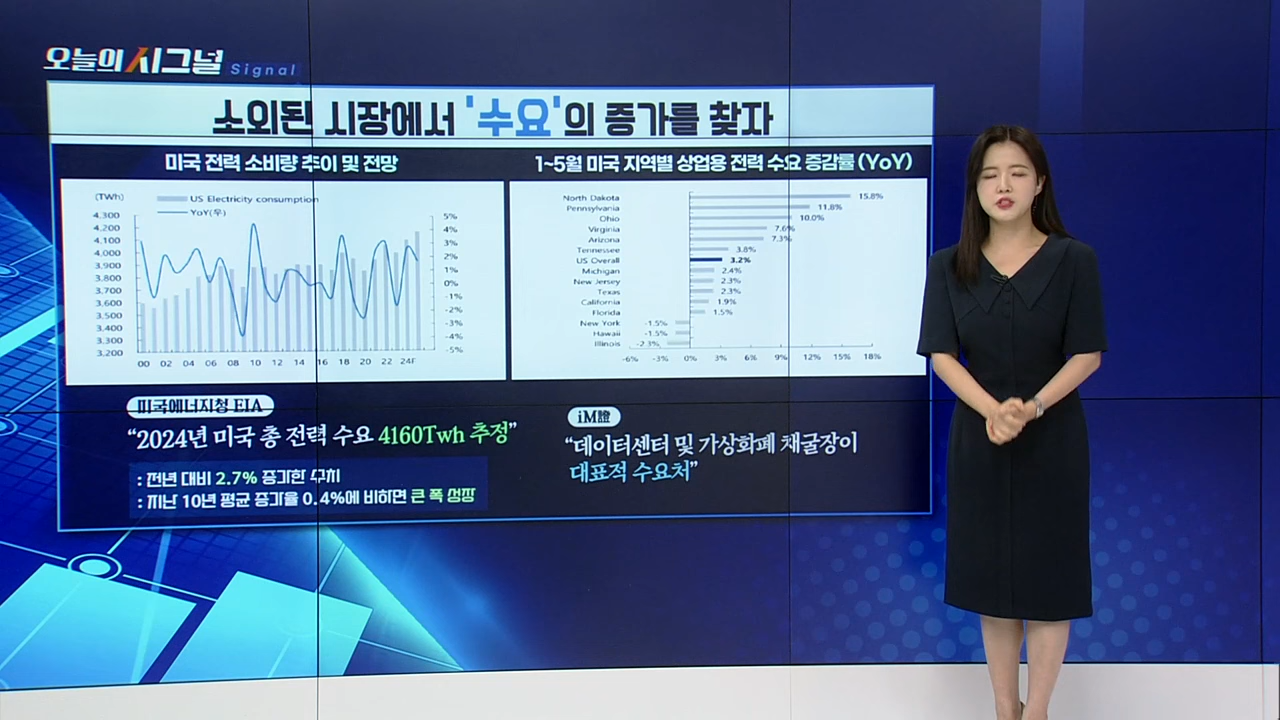 오늘의 시그널 Signal
소외된 시장에서 '수요'의 증가를 찾자
미국 전력 소비량 추이 및 전망
(TWh)
US Electricity consumption
YoY(우)
4,300
4,200
4,100
4,000
3,900
3,800
3,700
3,600
3,500
3,400
3,300
3,200
5%
4%
3%
2%
1%
0%
-1%
-2%
-3%
-4%
-5%
00 02 04 06 08 10 12 14 16 18 20 22 24F
1~5월 미국 지역별 상업용 전력 수요 증감률(YoY)
North Dakota 15.8%
Pennsylvania 11.8%
Ohio 10.0%
Virginia 7.6%
Arizona 7.3%
Tennessee 3.8%
US Overall 3.2%
Michigan 2.4%
New Jersey 2.3%
Texas 2.3%
California 1.9%
Florida 1.5%
New York -1.5%
Hawaii -1.5%
Illinois -2.3%
-6% -3% 0% 3% 6% 9% 12% 15% 18%
미국에너지청 EIA
“2024년 미국 총 전력 수요 4160Twh 추정”
: 전년 대비 2.7% 증가한 수치
: 지난 10년 평균 증가율 0.4%에 비하면 큰 폭 성장
iM證
“데이터센터 및 가상화폐 채굴장이
대표적 수요처”